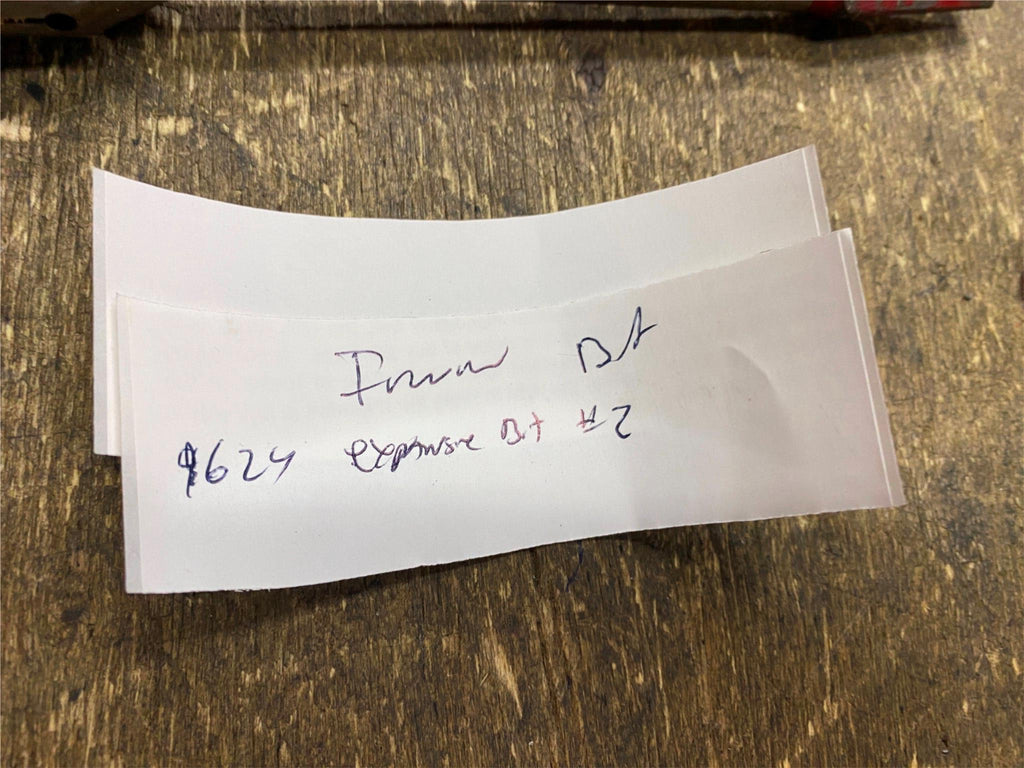 Bit
$624 expensive Bit #2